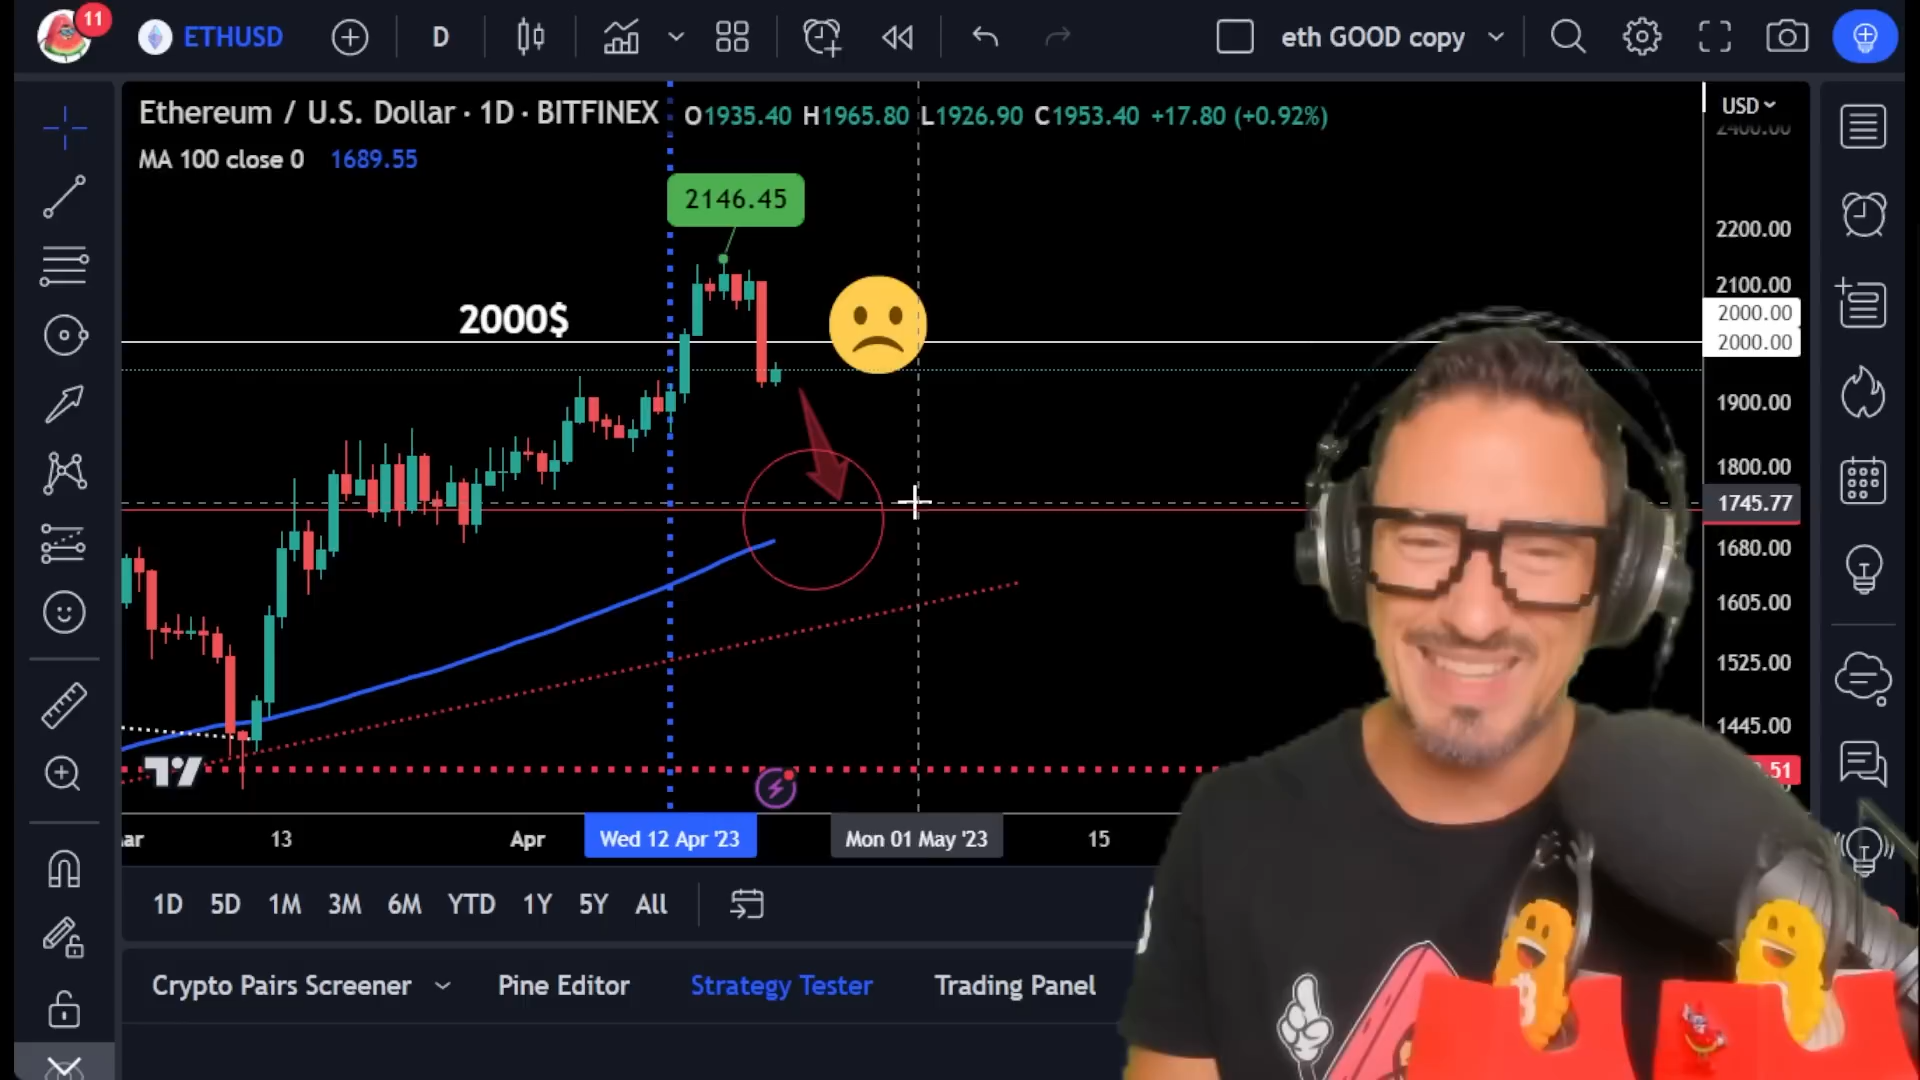 11
ETHUSD
D
eth GOOD copy
Ethereum / U.S. Dollar · 1D · BITFINEX O1935.40 H1965.80 L1926.90 C1953.40 +17.80 (+0.92%)
MA 100 close 0 1689.55
USD
2400.00
2146.45
2200.00
2100.00
2000$
2000.00
2000.00
1900.00
1800.00
1745.77
1680.00
1605.00
1525.00
1445.00
.51
ar 13 Apr Wed 12 Apr '23 Mon 01 May '23 15
1D 5D 1M 3M 6M YTD 1Y 5Y All
Crypto Pairs Screener Pine Editor Strategy Tester Trading Panel